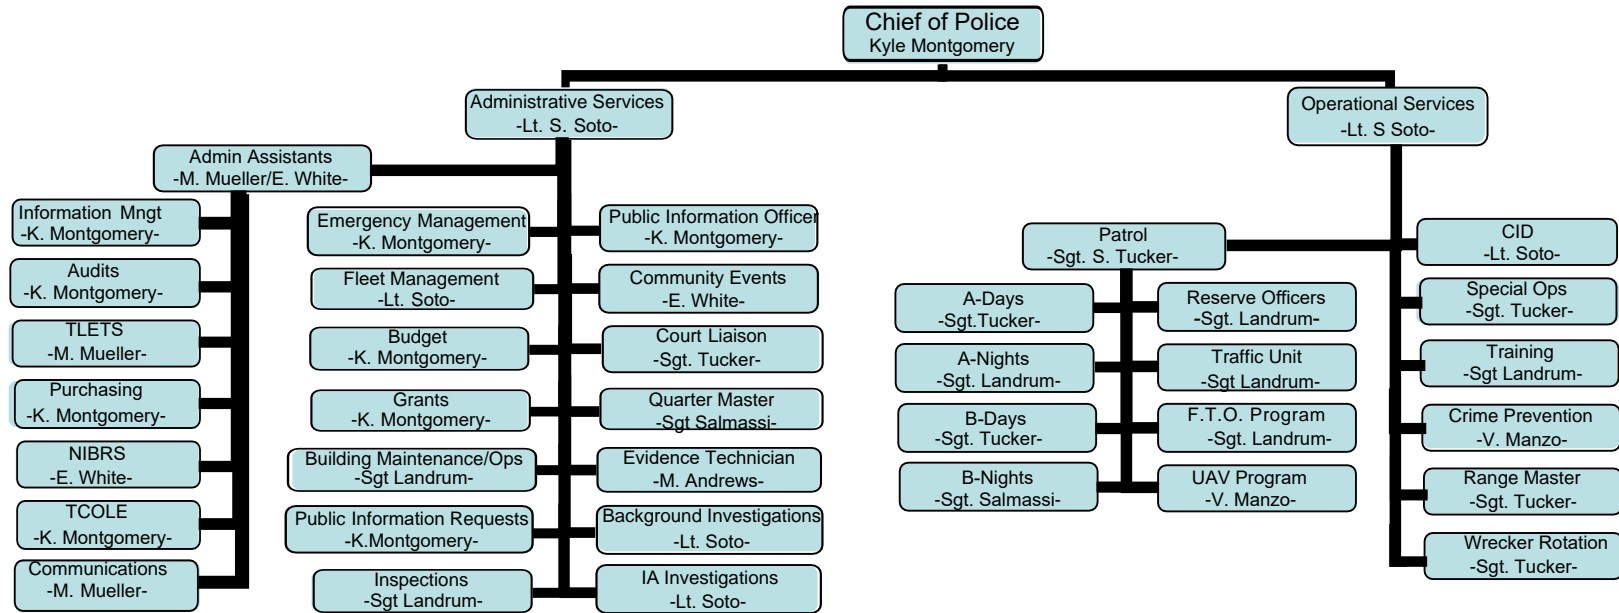 Chief of Police
Kyle Montgomery
Administrative Services
-Lt. S. Soto-
Operational Services
-Lt. S Soto-
Admin Assistants
-M. Mueller/E. White-
Information Mngt
-K. Montgomery-
Audits
-K. Montgomery-
TLETS
-M. Mueller-
Purchasing
-K. Montgomery-
NIBRS
-E. White-
TCOLE
-K. Montgomery-
Communications
-M. Mueller-
Emergency Management
-K. Montgomery-
Fleet Management
-Lt. Soto-
Budget
-K. Montgomery-
Grants
-K. Montgomery-
Building Maintenance/Ops
-Sgt Landrum-
Public Information Requests
-K.Montgomery-
Inspections
-Sgt Landrum-
Public Information Officer
-K. Montgomery-
Community Events
-E. White-
Court Liaison
-Sgt. Tucker-
Quarter Master
-Sgt Salmassi-
Evidence Technician
-M. Andrews-
Background Investigations
-Lt. Soto-
IA Investigations
-Lt. Soto-
Patrol
-Sgt. S. Tucker-
A-Days
-Sgt.Tucker-
A-Nights
-Sgt. Landrum-
B-Days
-Sgt. Tucker-
B-Nights
-Sgt. Salmassi-
Reserve Officers
-Sgt. Landrum-
Traffic Unit
-Sgt Landrum-
F.T.O. Program
-Sgt. Landrum-
UAV Program
-V. Manzo-
CID
-Lt. Soto-
Special Ops
-Sgt. Tucker-
Training
-Sgt Landrum-
Crime Prevention
-V. Manzo-
Range Master
-Sgt. Tucker-
Wrecker Rotation
-Sgt. Tucker-